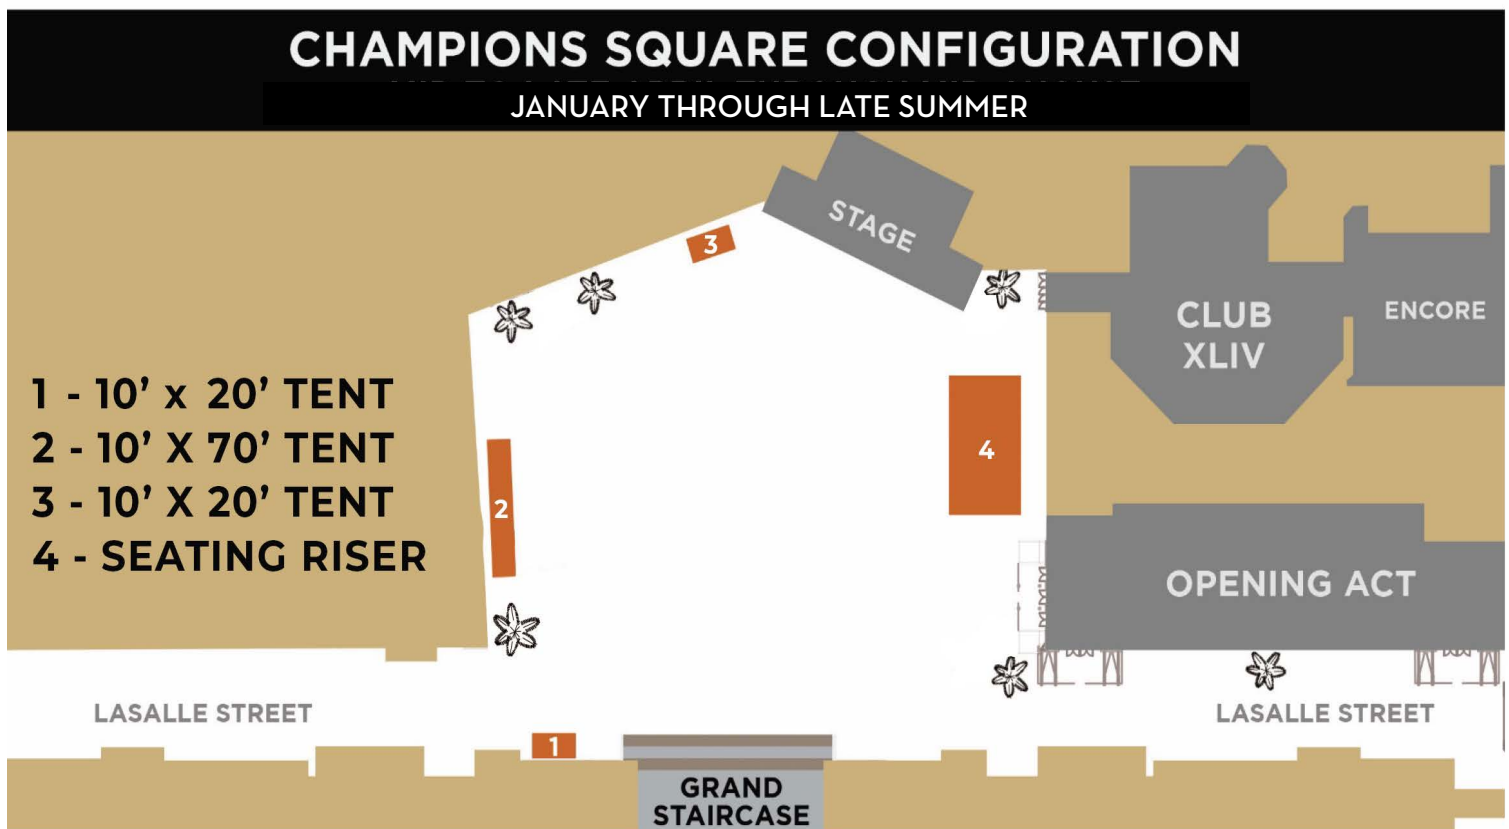 CHAMPIONS SQUARE CONFIGURATION
JANUARY THROUGH LATE SUMMER
STAGE
3
CLUB
XLIV
ENCORE
1 - 10’ x 20’ TENT
2 - 10’ X 70’ TENT
3 - 10’ X 20’ TENT
4 - SEATING RISER
4
2
OPENING ACT
LASALLE STREET
LASALLE STREET
1
GRAND
STAIRCASE